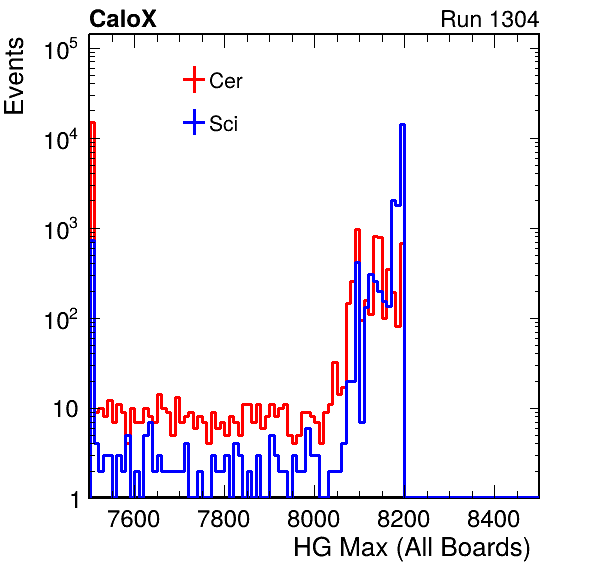 CaloX Run 1304
Events
Cer
Sci
10^5
10^4
10^3
10^2
10
1
7600 7800 8000 8200 8400
HG Max (All Boards)